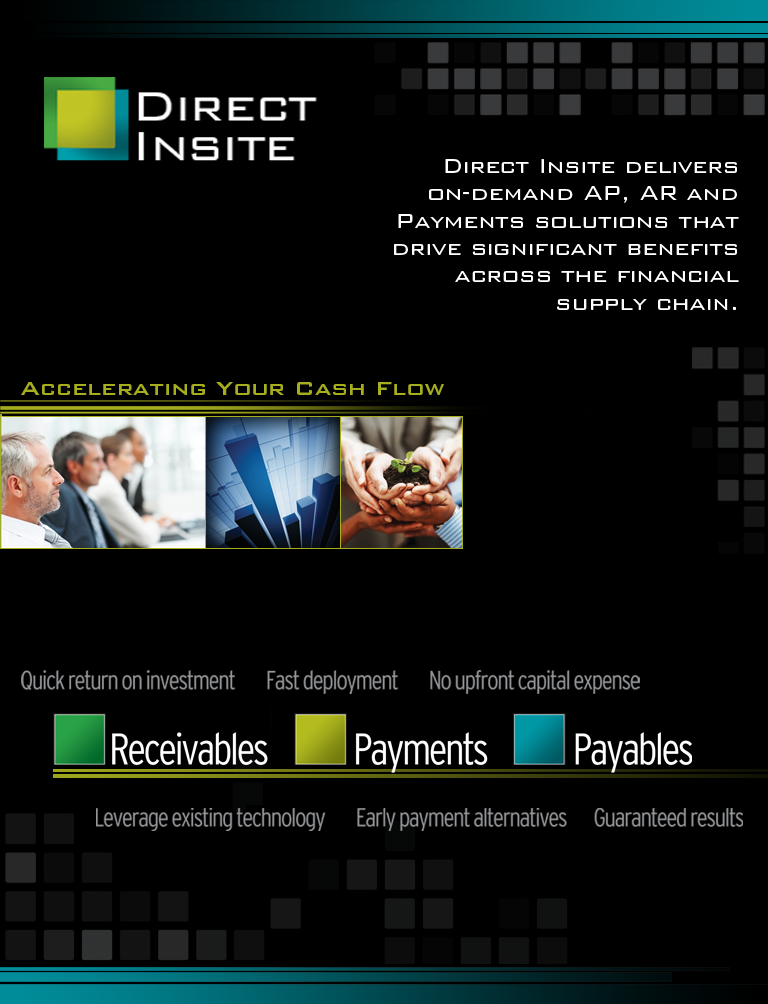 Direct
Insite
Direct Insite delivers
on-demand AP, AR and
Payments solutions that
drive significant benefits
across the financial
supply chain.
Accelerating Your Cash Flow
Quick return on investment Fast deployment No upfront capital expense
Receivables Payments Payables
Leverage existing technology Early payment alternatives Guaranteed results